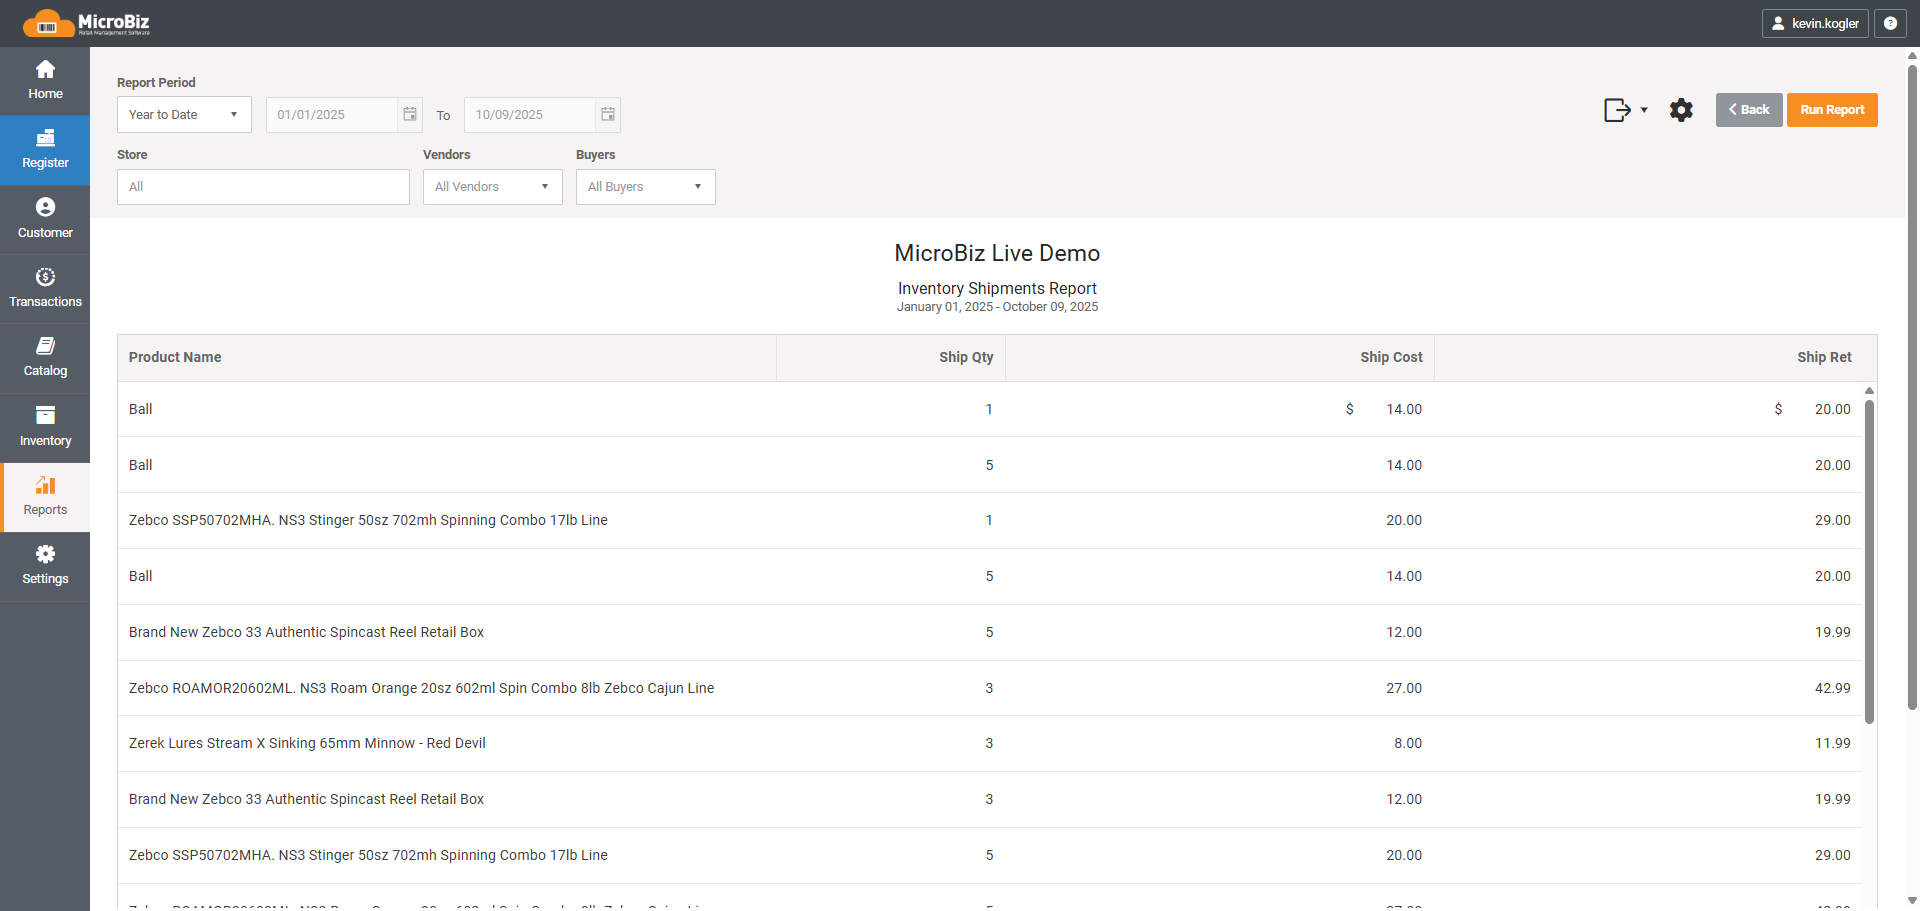 MicroBiz
Retail Management Software
kevin.kogler
?
Home
Register
Customer
Transactions
Catalog
Inventory
Reports
Settings
Report Period
Year to Date
01/01/2025
To
10/09/2025
Back
Run Report
Store
Vendors
Buyers
All
All Vendors
All Buyers
MicroBiz Live Demo
Inventory Shipments Report
January 01, 2025 - October 09, 2025
Product Name Ship Qty Ship Cost Ship Ret
Ball 1 $ 14.00 $ 20.00
Ball 5 14.00 20.00
Zebco SSP50702MHA. NS3 Stinger 50sz 702mh Spinning Combo 17lb Line 1 20.00 29.00
Ball 5 14.00 20.00
Brand New Zebco 33 Authentic Spincast Reel Retail Box 5 12.00 19.99
Zebco ROAMOR20602ML. NS3 Roam Orange 20sz 602ml Spin Combo 8lb Zebco Cajun Line 3 27.00 42.99
Zerek Lures Stream X Sinking 65mm Minnow - Red Devil 3 8.00 11.99
Brand New Zebco 33 Authentic Spincast Reel Retail Box 3 12.00 19.99
Zebco SSP50702MHA. NS3 Stinger 50sz 702mh Spinning Combo 17lb Line 5 20.00 29.00